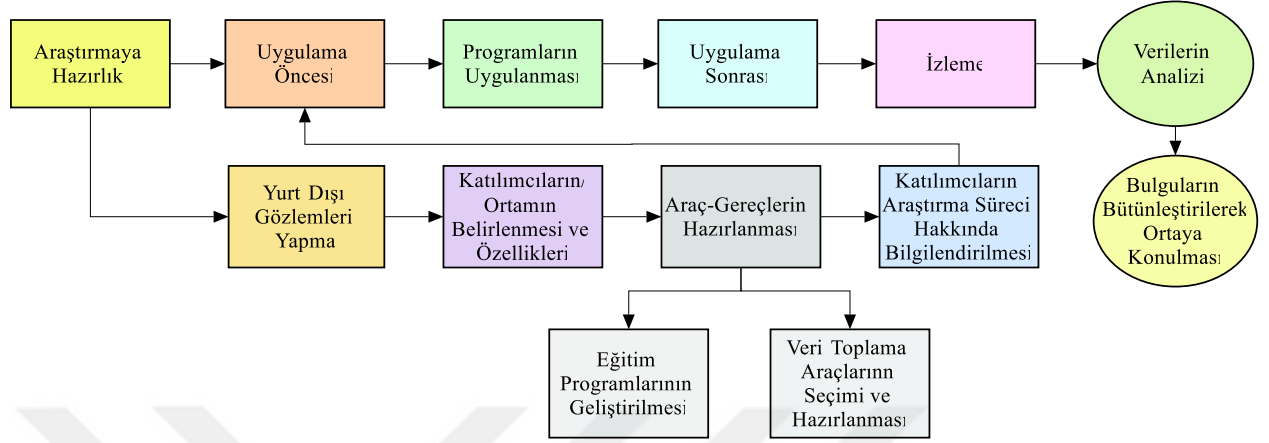 Araştırmaya
Hazırlık
Uygulama
Öncesi
Programların
Uygulanması
Uygulama
Sonrası
İzleme
Verilerin
Analizi
Yurt Dışı
Gözlemleri
Yapma
Katılımcıların/
Ortamın
Belirlenmesi ve
Özellikleri
Araç-Gereçlerin
Hazırlanması
Katılımcıların
Araştırma Süreci
Hakkında
Bilgilendirilmesi
Bulguların
Bütünleştirilerek
Ortaya
Konulması
Eğitim
Programlarının
Geliştirilmesi
Veri Toplama
Araçlarınn
Seçimi ve
Hazırlanması